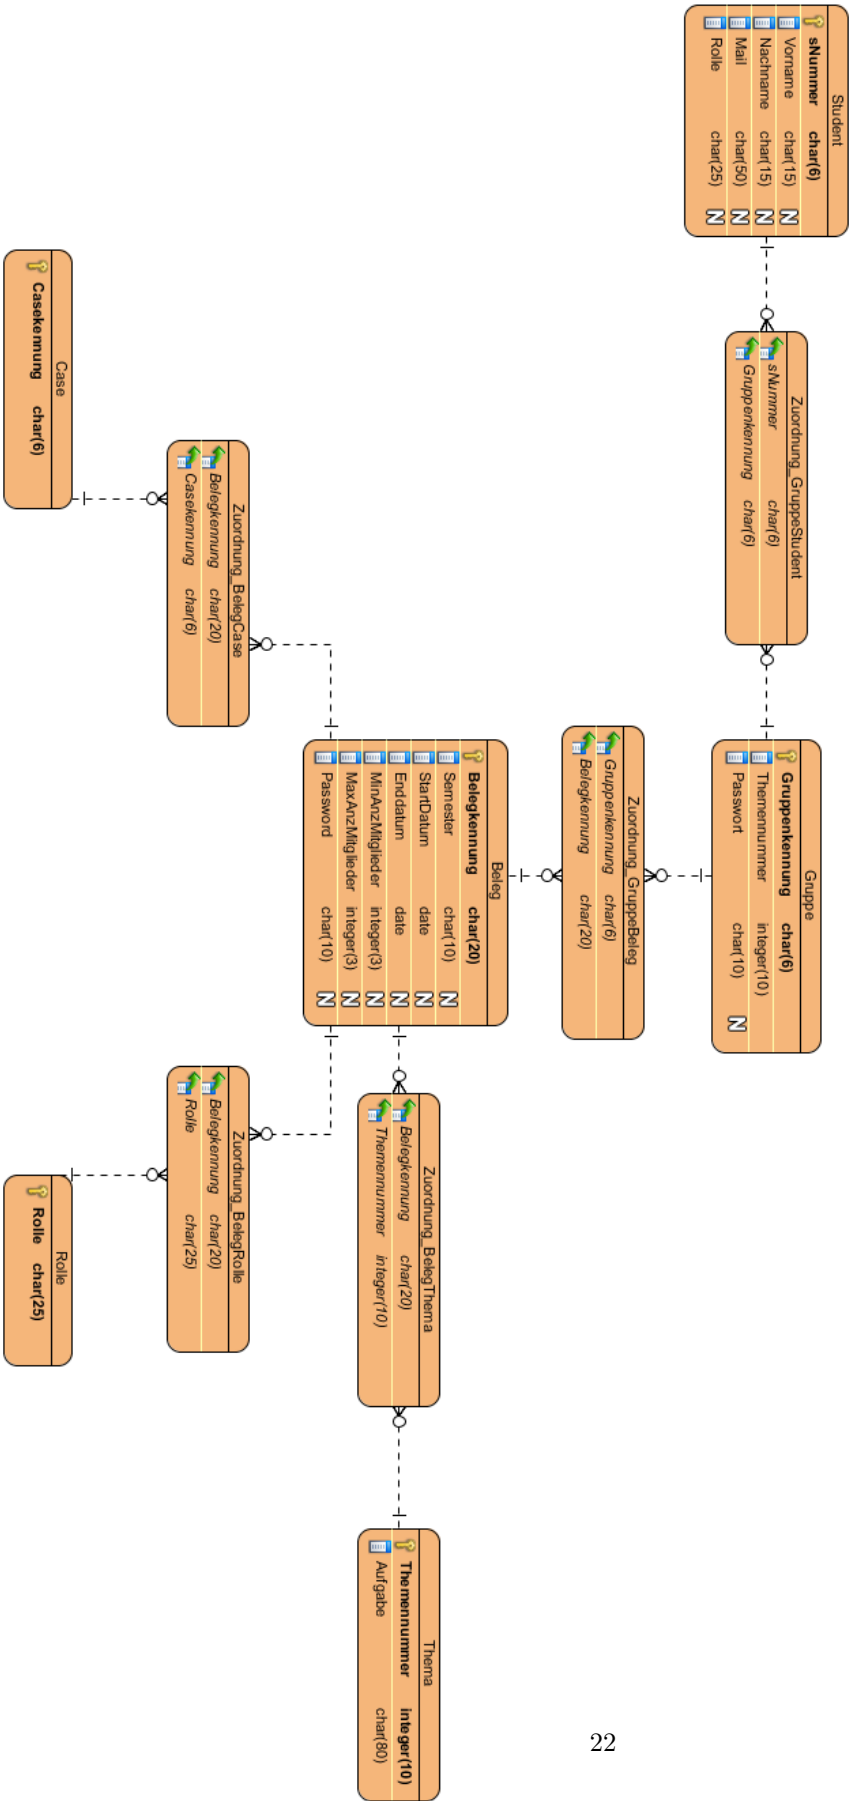 Student
sNummer char(6)
Vorname char(15) N
Nachname char(15) N
Mail char(50) N
Rolle char(25) N
Zuordnung_GruppeStudent
sNummer char(6)
Gruppenkennung char(6)
Gruppe
Gruppenkennung char(6)
Themennummer integer(10)
Passwort char(10) N
Zuordnung_GruppeBeleg
Gruppenkennung char(6)
Belegkennung char(20)
Beleg
Belegkennung char(20)
Semester char(10) N
StartDatum date N
Enddatum date N
MinAnzMitglieder integer(3) N
MaxAnzMitglieder integer(3) N
Password char(10) N
Zuordnung_BelegThema
Belegkennung char(20)
Themennummer integer(10)
Thema
Themennummer integer(10)
Aufgabe char(80)
Zuordnung_BelegCase
Belegkennung char(20)
Casekennung char(6)
Zuordnung_BelegRolle
Belegkennung char(20)
Rolle char(25)
Case
Casekennung char(6)
Rolle
Rolle char(25)
22